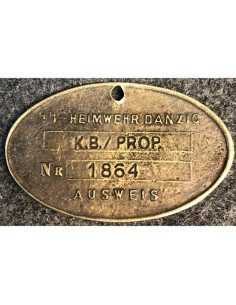 -HEIMWEHR DANZIG
K.B./PROP.
Nr 1864
AUSWEIS